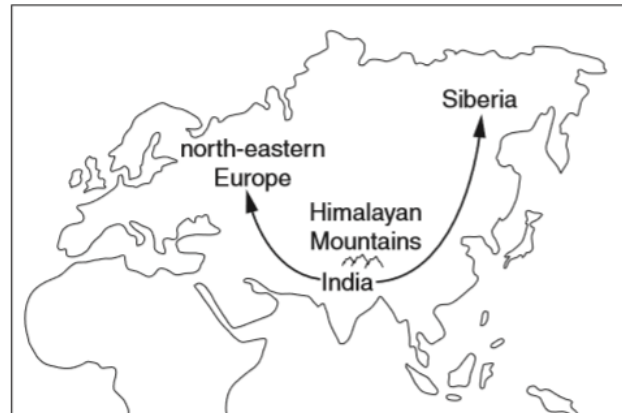 Siberia
north-eastern
Europe
Himalayan
Mountains
India